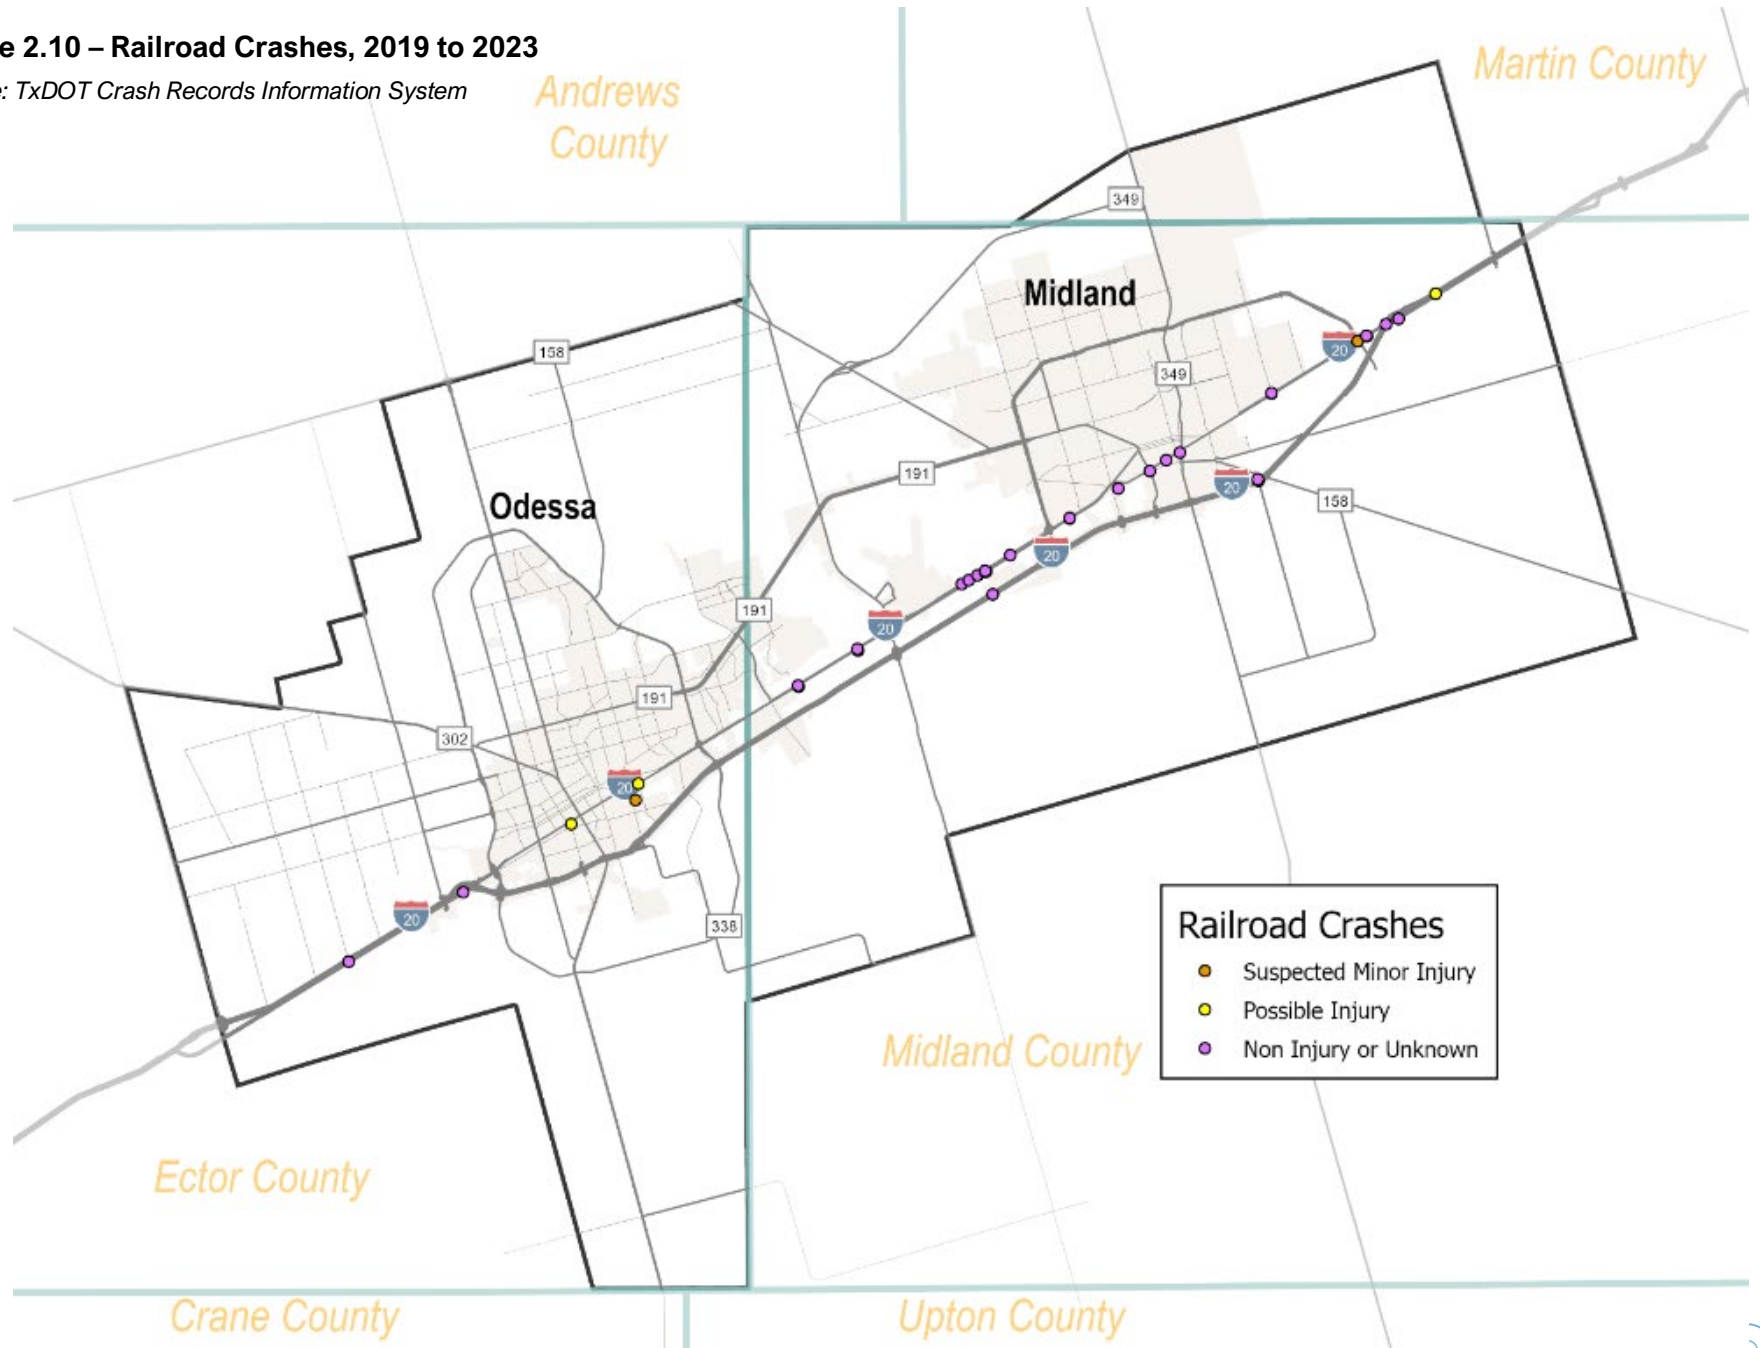 e 2.10 – Railroad Crashes, 2019 to 2023
: TxDOT Crash Records Information System
Andrews
County
Martin County
349
Midland
158
20
349
191
Odessa
20
158
20
191
20
191
302
20
338
20
Railroad Crashes
Suspected Minor Injury
Possible Injury
Non Injury or Unknown
Midland County
Ector County
Crane County
Upton County